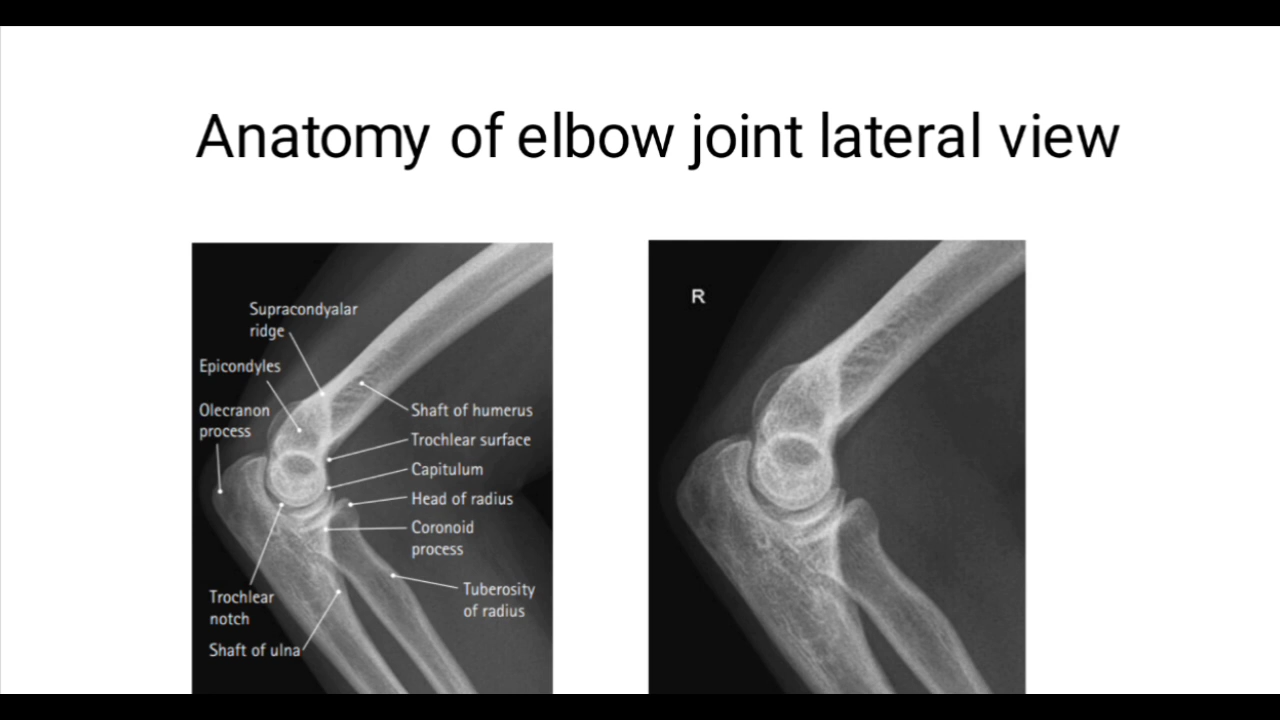 Anatomy of elbow joint lateral view
Supracondyalar
ridge
Epicondyles
Olecranon
process
Shaft of humerus
Trochlear surface
Capitulum
Head of radius
Coronoid
process
Tuberosity
of radius
Trochlear
notch
Shaft of ulna
R